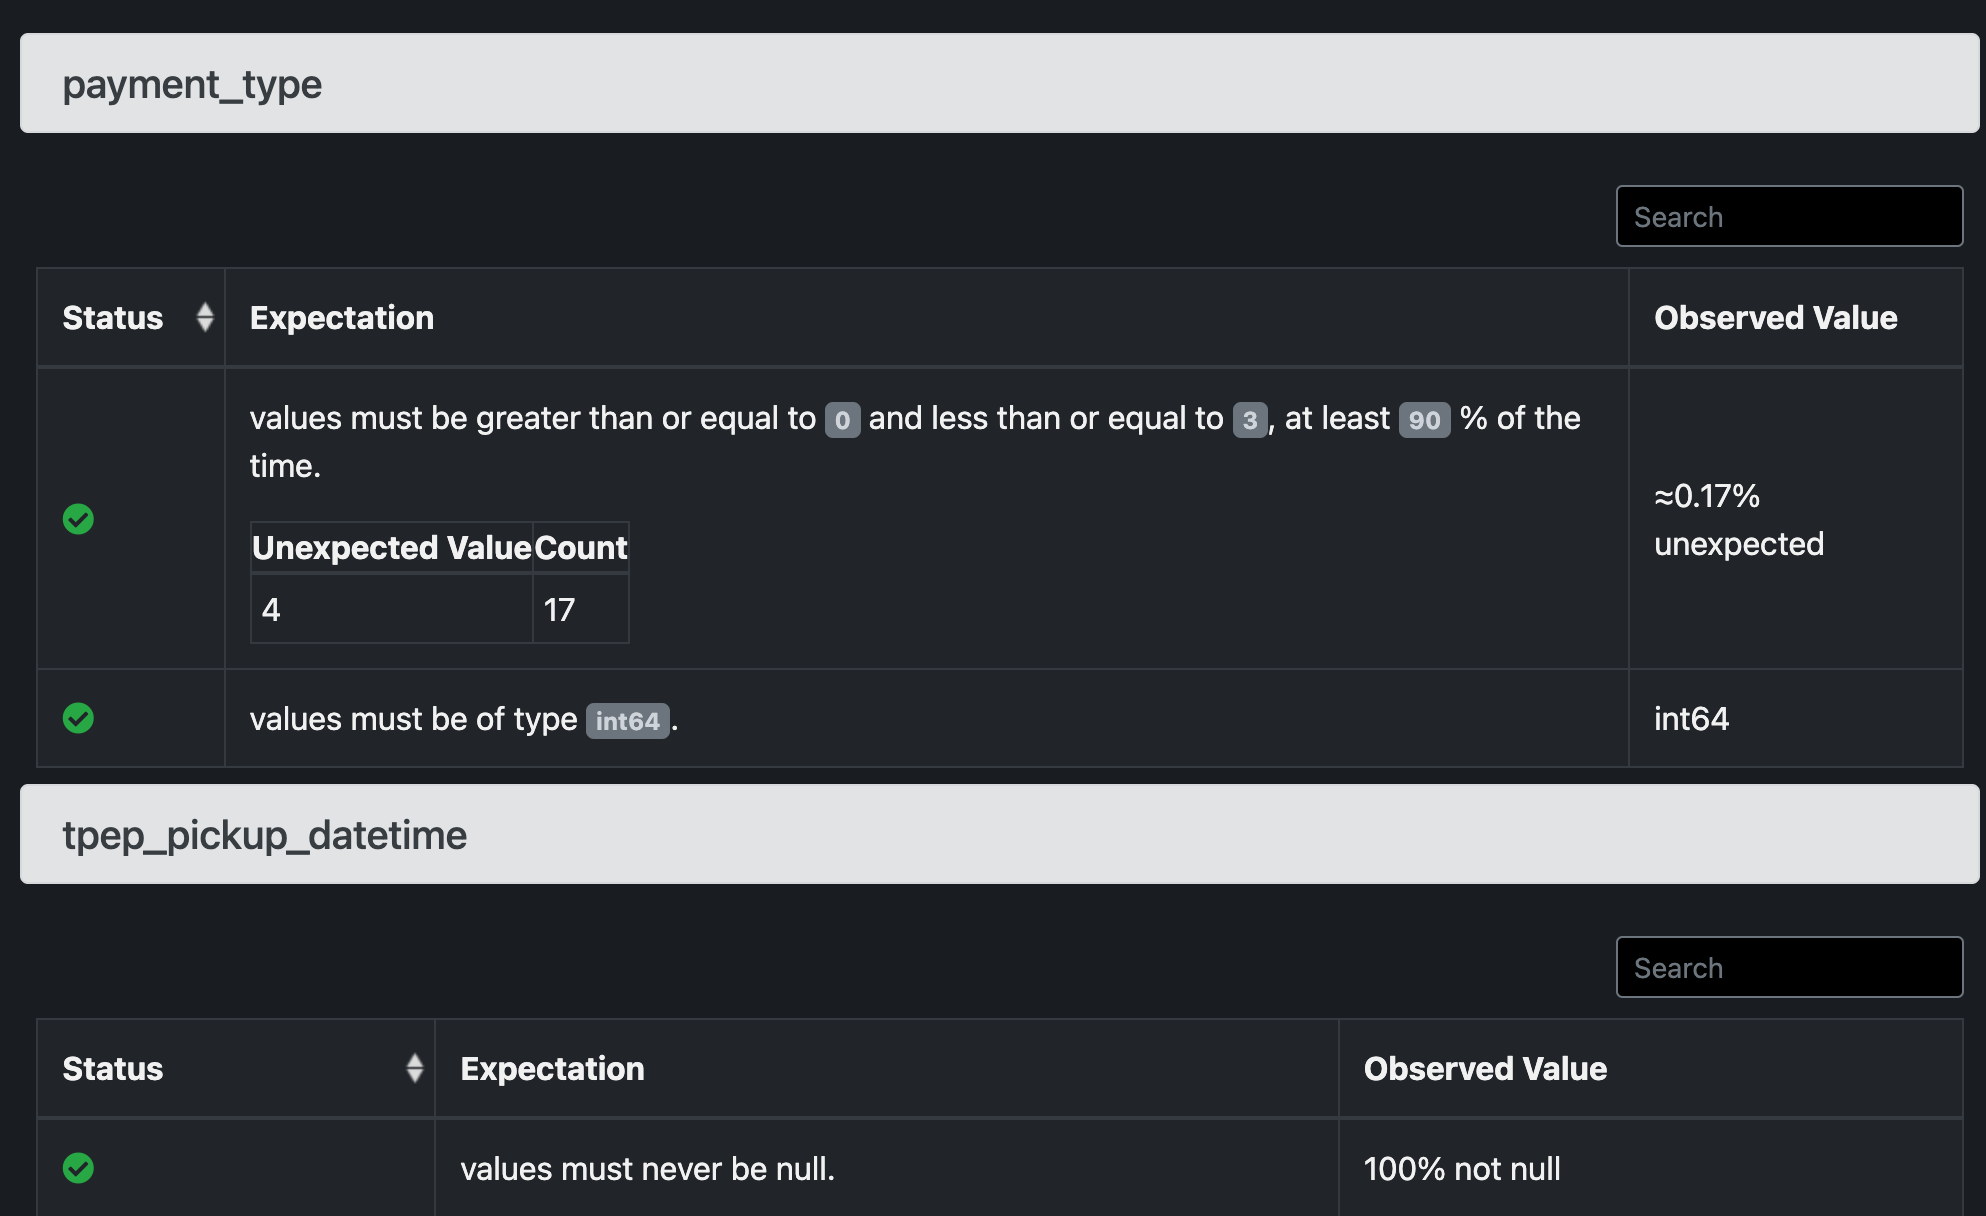 payment_type
Search
Status Expectation Observed Value
values must be greater than or equal to 0 and less than or equal to 3, at least 90 % of the
time.
≈0.17%
unexpected
Unexpected Value Count
4 17
values must be of type int64. int64
tpep_pickup_datetime
Search
Status Expectation Observed Value
values must never be null. 100% not null